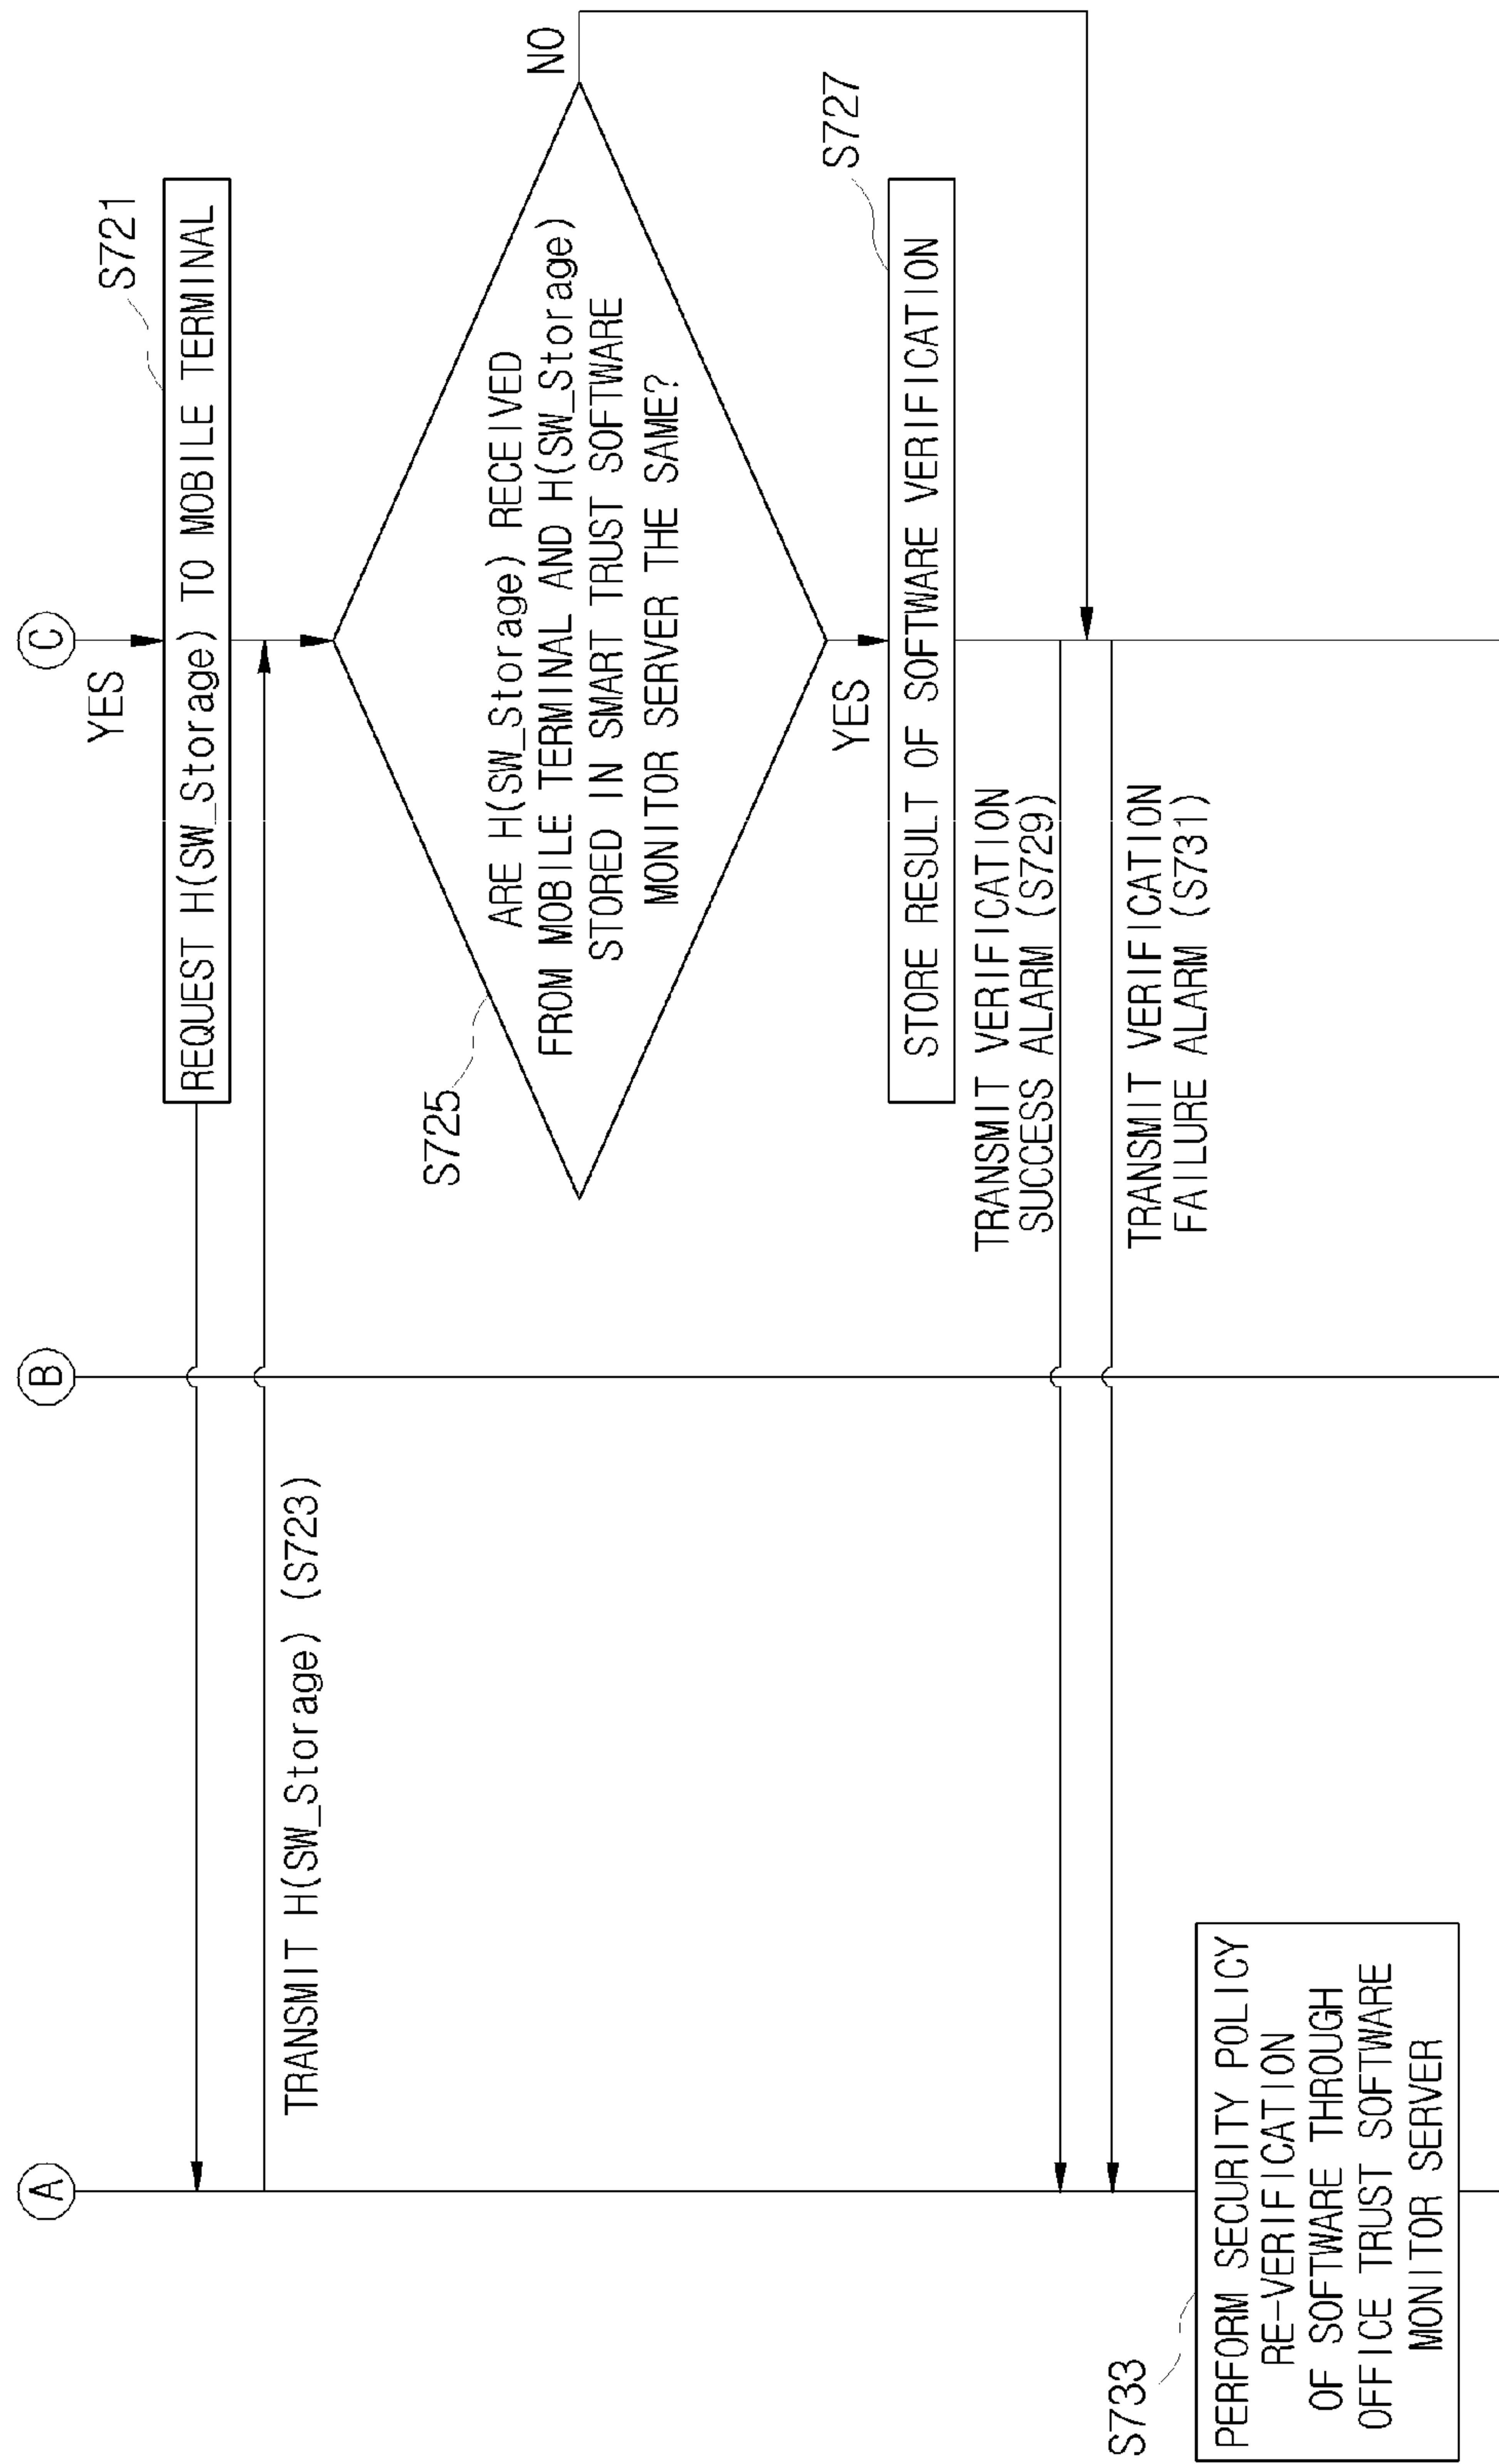 A
B
C
YES
S721
REQUEST H(SW_Storage) TO MOBILE TERMINAL
TRANSMIT H(SW_Storage) (S723)
S725
ARE H(SW_Storage) RECEIVED
FROM MOBILE TERMINAL AND H(SW_Storage)
STORED IN SMART TRUST SOFTWARE
MONITOR SERVER THE SAME?
NO
YES
S727
STORE RESULT OF SOFTWARE VERIFICATION
TRANSMIT VERIFICATION
SUCCESS ALARM (S729)
TRANSMIT VERIFICATION
FAILURE ALARM (S731)
S733
PERFORM SECURITY POLICY
RE-VERIFICATION
OF SOFTWARE THROUGH
OFFICE TRUST SOFTWARE
MONITOR SERVER